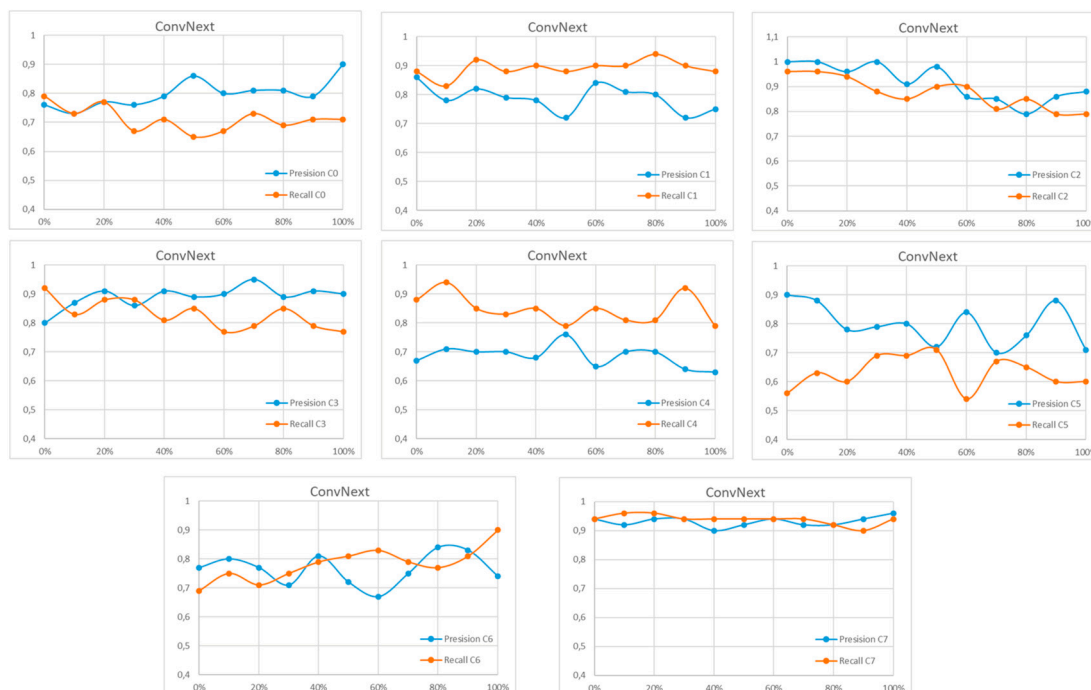 ConvNext
1
0,9
0,8
0,7
0,6
0,5
0,4
0% 20% 40% 60% 80% 100%
Presision C0
Recall C0
ConvNext
1
0,9
0,8
0,7
0,6
0,5
0,4
0% 20% 40% 60% 80% 100%
Presision C1
Recall C1
ConvNext
1,1
1
0,9
0,8
0,7
0,6
0,5
0,4
0% 20% 40% 60% 80% 100%
Presision C2
Recall C2
ConvNext
1
0,9
0,8
0,7
0,6
0,5
0,4
0% 20% 40% 60% 80% 100%
Presision C3
Recall C3
ConvNext
1
0,9
0,8
0,7
0,6
0,5
0,4
0% 20% 40% 60% 80% 100%
Presision C4
Recall C4
ConvNext
1
0,9
0,8
0,7
0,6
0,5
0,4
0% 20% 40% 60% 80% 100%
Presision C5
Recall C5
ConvNext
1
0,9
0,8
0,7
0,6
0,5
0,4
0% 20% 40% 60% 80% 100%
Presision C6
Recall C6
ConvNext
1
0,9
0,8
0,7
0,6
0,5
0,4
0% 20% 40% 60% 80% 100%
Presision C7
Recall C7